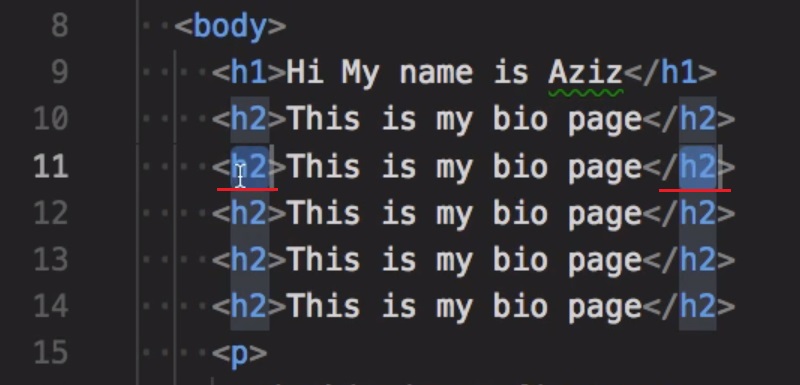 8 <body>
9 <h1>Hi My name is Aziz</h1>
10 <h2>This is my bio page</h2>
11 <h2>This is my bio page</h2>
12 <h2>This is my bio page</h2>
13 <h2>This is my bio page</h2>
14 <h2>This is my bio page</h2>
15 <p>